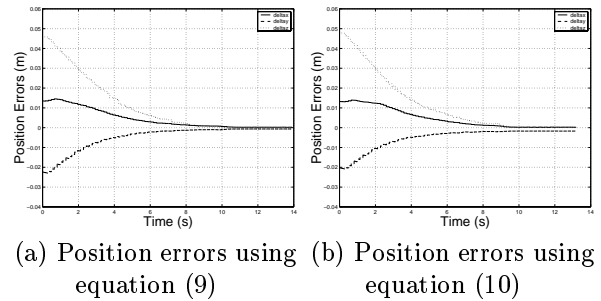 0.06
0.05
0.04
0.03
0.02
0.01
0
-0.01
-0.02
-0.03
-0.04
Position Errors (m)
deltax
deltay
deltaz
0 2 4 6 8 10 12 14
Time (s)
0.06
0.05
0.04
0.03
0.02
0.01
0
-0.01
-0.02
-0.03
-0.04
Position Errors (m)
deltax
deltay
deltaz
0 2 4 6 8 10 12 14
Time (s)
(a) Position errors using
equation (9)
(b) Position errors using
equation (10)